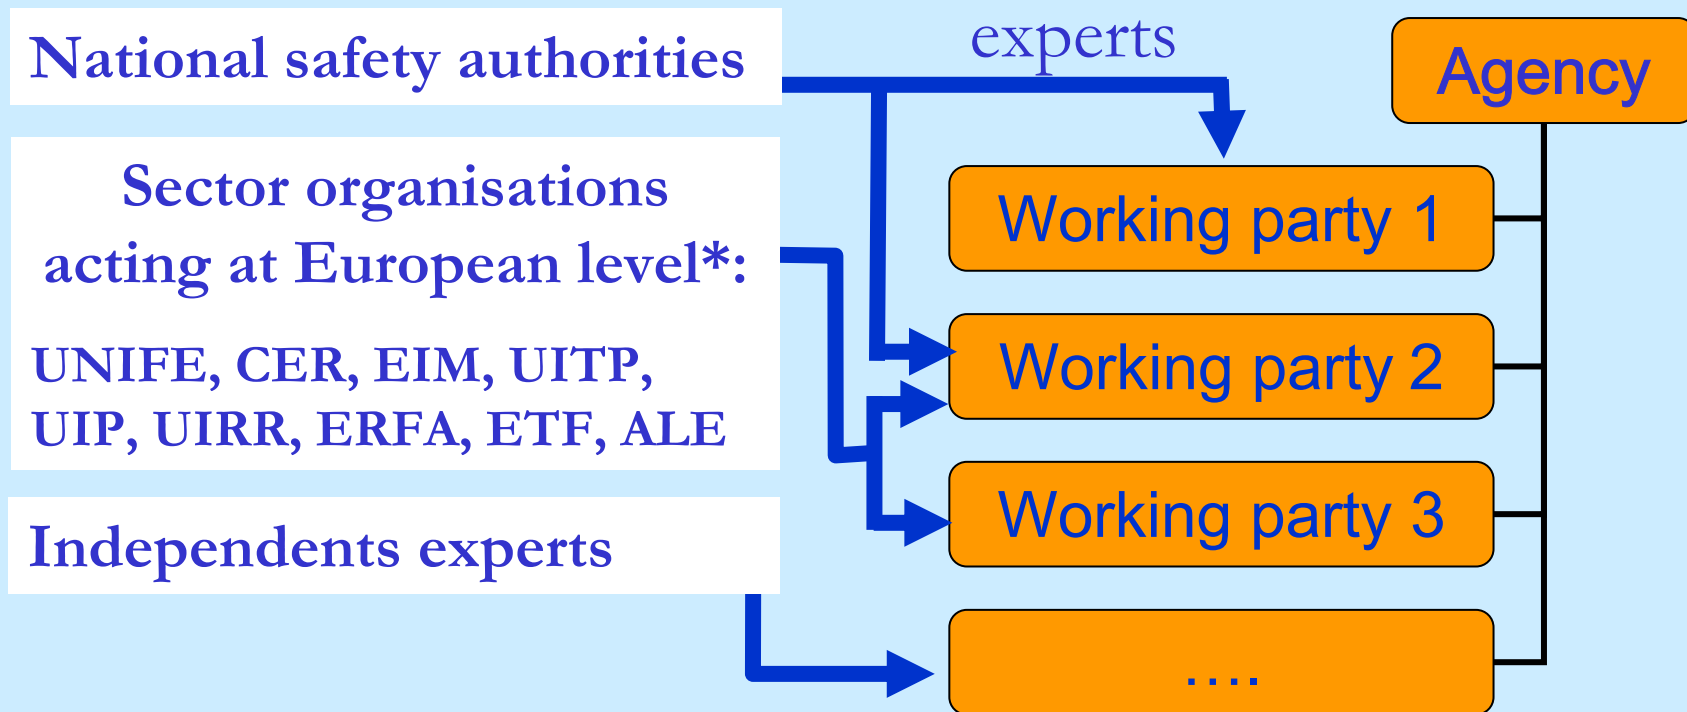 National safety authorities
experts
Agency
Sector organisations
acting at European level*:
UNIFE, CER, EIM, UITP,
UIP, UIRR, ERFA, ETF, ALE
Independents experts
Working party 1
Working party 2
Working party 3
....